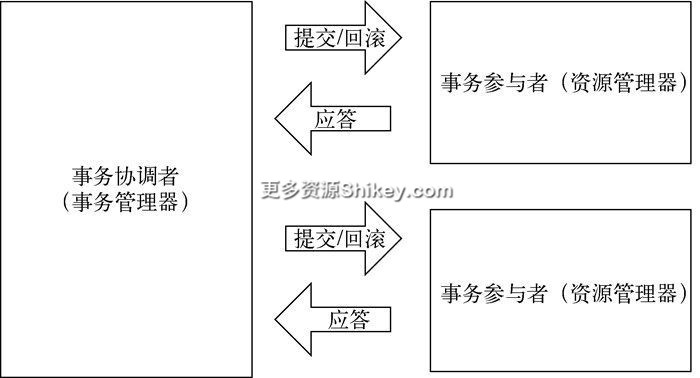 提交/回滚
事务参与者（资源管理器）
应答
事务协调者
（事务管理器）
更多资源Shikey.com
提交/回滚
事务参与者（资源管理器）
应答